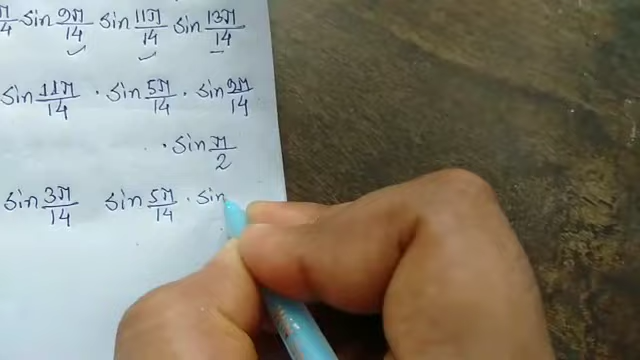 π/4 sin 9π/14 sin 11π/14 sin 13π/14
sin 11π/14 · sin 5π/14 · sin 9π/14
· sin π/2
sin 3π/14 sin 5π/14 · sin